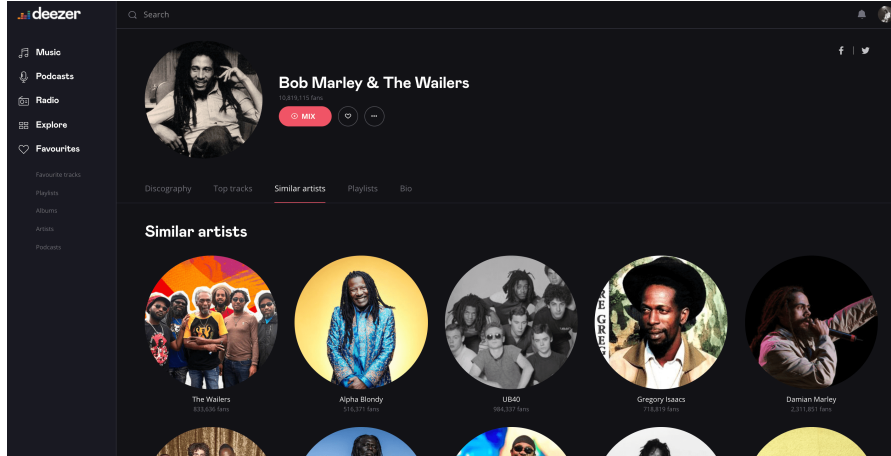 deezer
Search
Music
Podcasts
Radio
Explore
Favourites
Favourite tracks
Playlists
Albums
Artists
Podcasts
Bob Marley & The Wailers
10,819,115 fans
MIX
Discography Top tracks Similar artists Playlists Bio
Similar artists
RE GREG
The Wailers Alpha Blondy UB40 Gregory Isaacs Damian Marley
833,636 fans 516,371 fans 984,337 fans 718,819 fans 2,311,851 fans